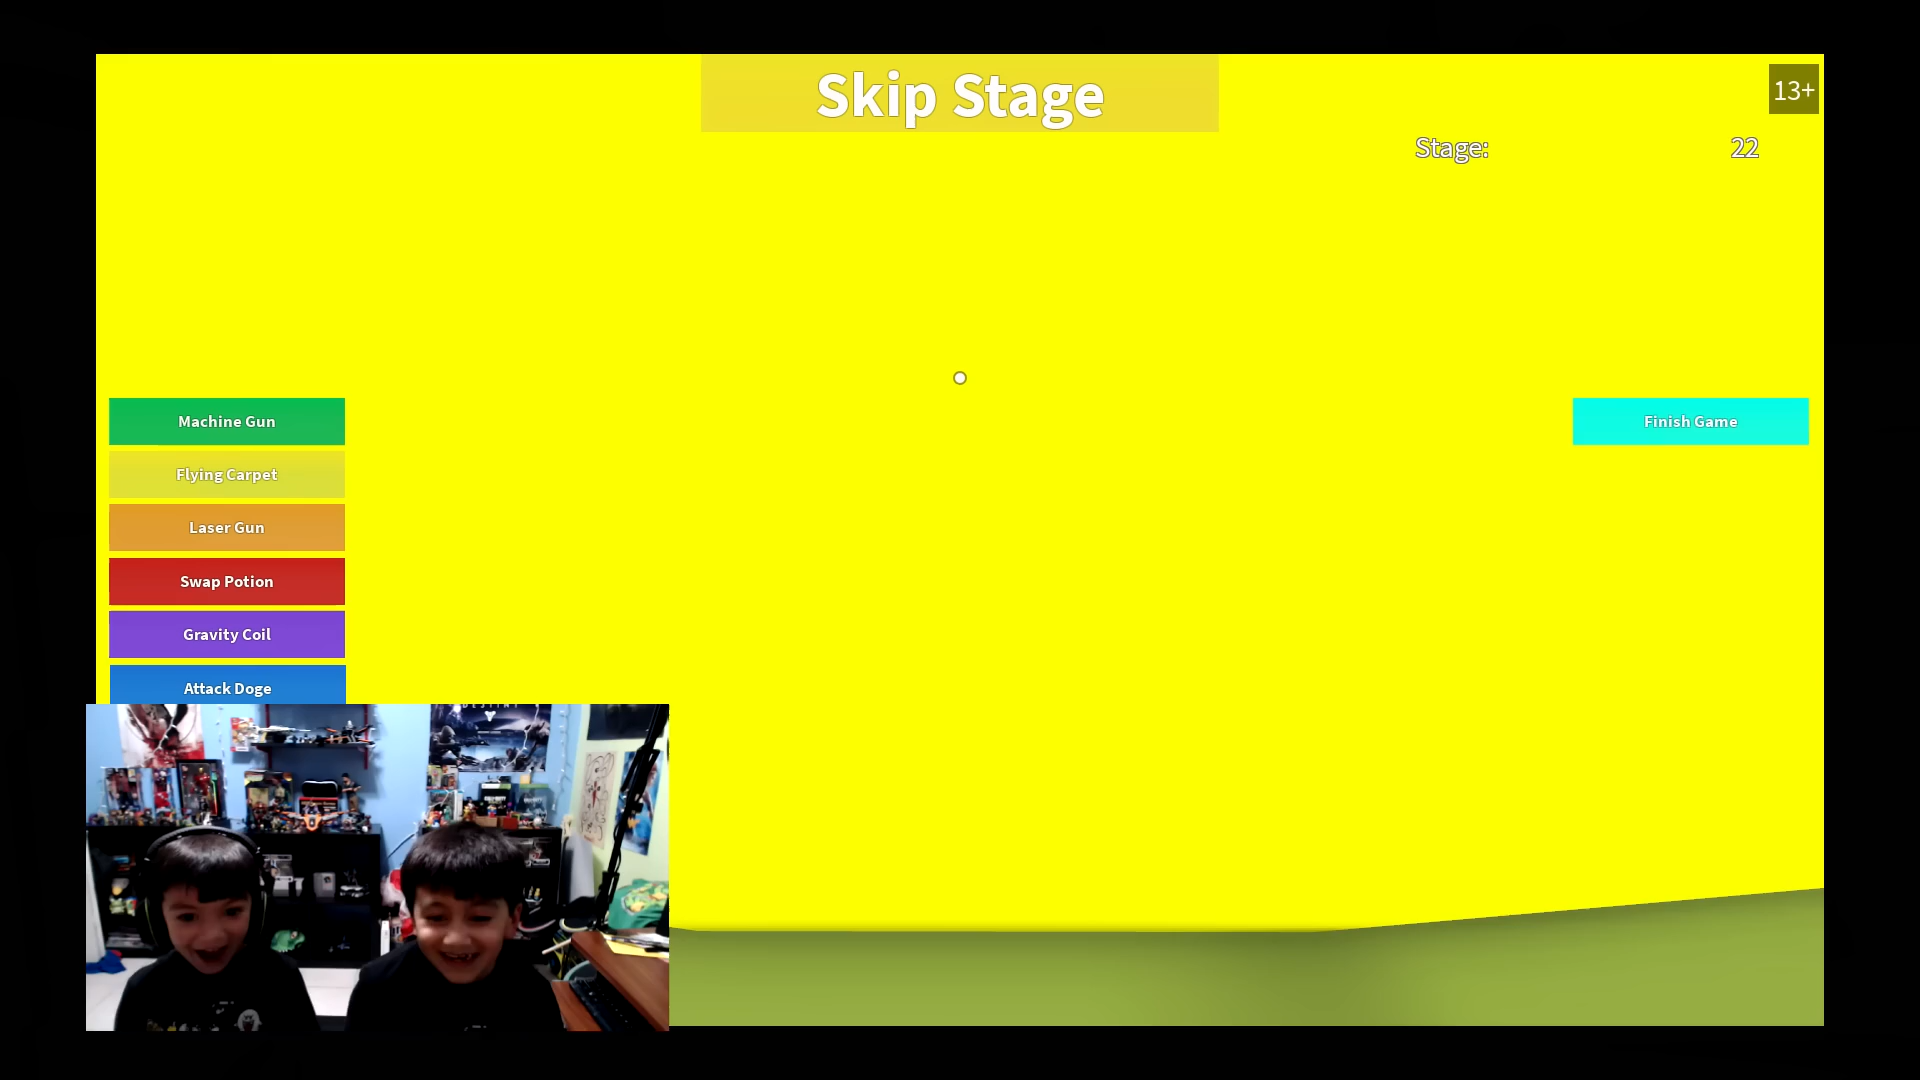 Skip Stage
13+
Stage: 22
Machine Gun
Finish Game
Flying Carpet
Laser Gun
Swap Potion
Gravity Coil
Attack Doge
DESTINY